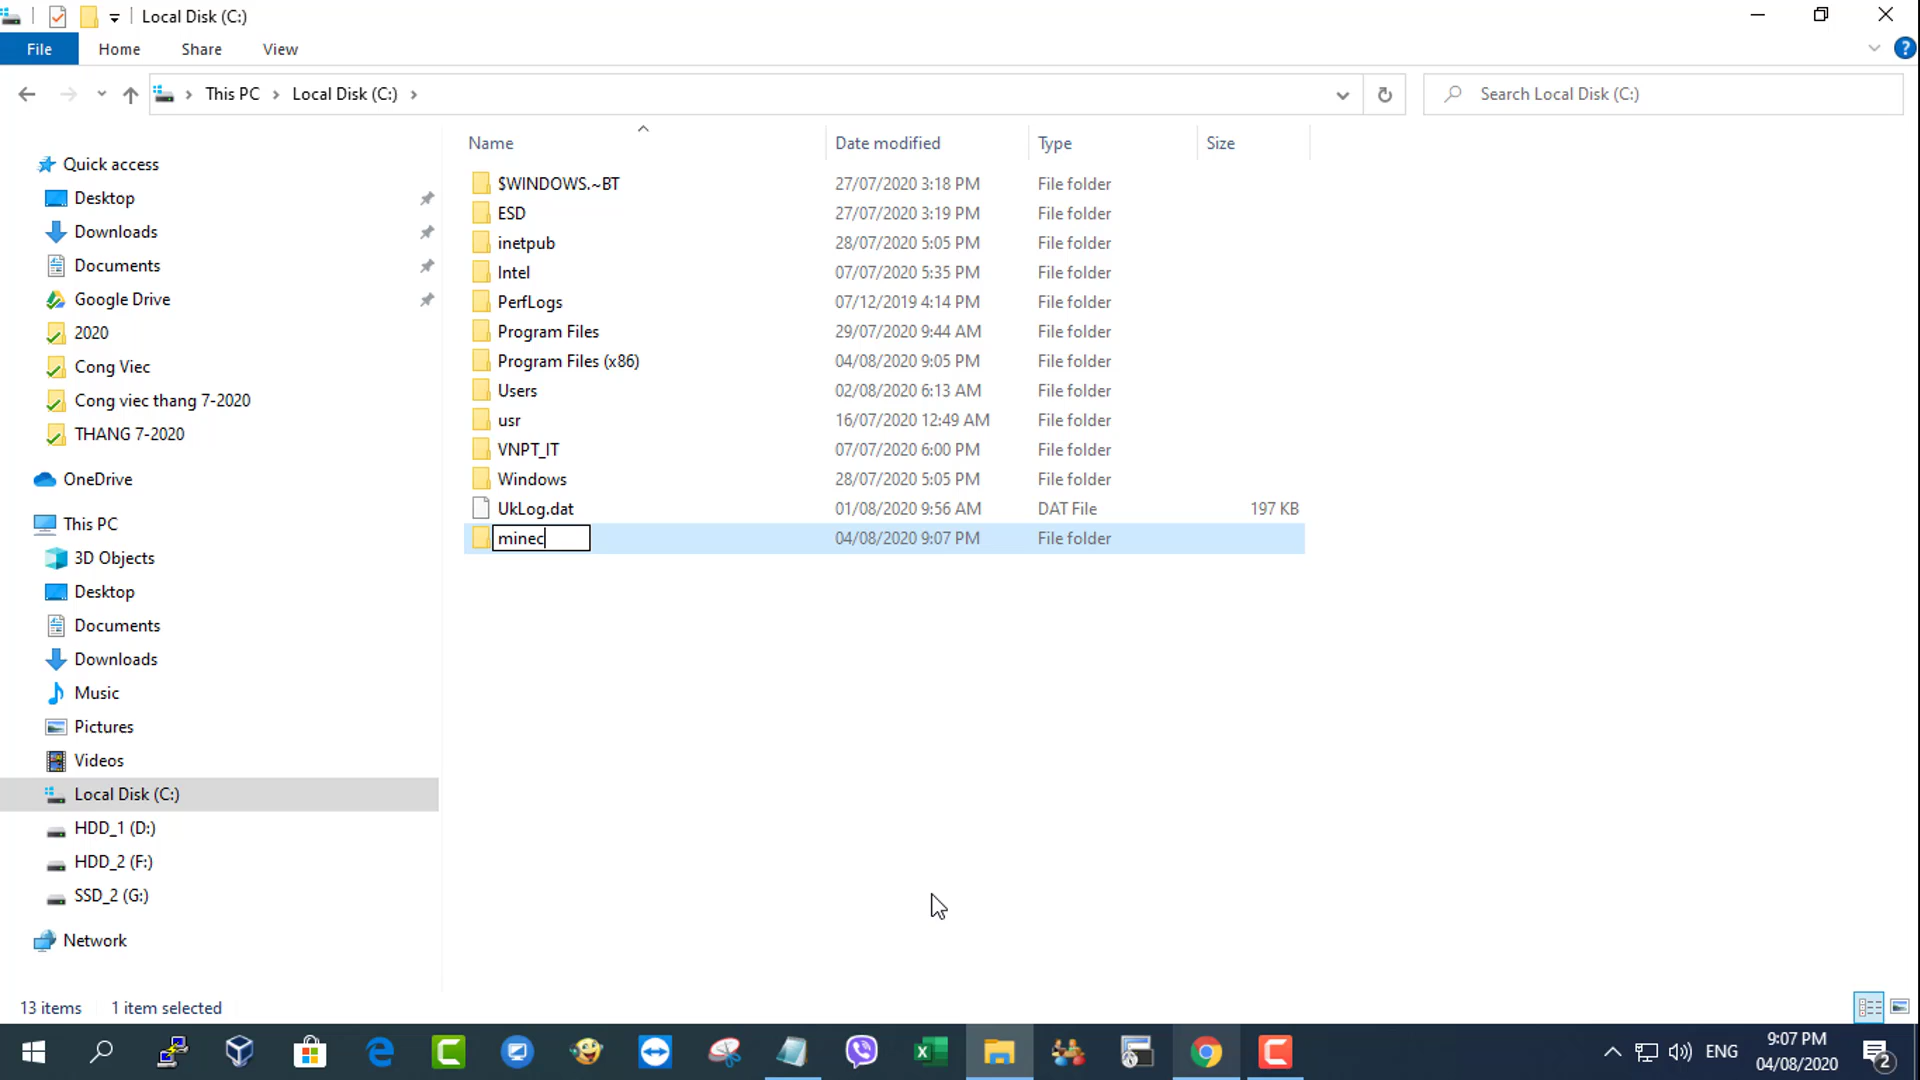 Local Disk (C:)
File Home Share View
This PC Local Disk (C:) Search Local Disk (C:)
Name Date modified Type Size
Quick access
Desktop
Downloads
Documents
Google Drive
2020
Cong Viec
Cong viec thang 7-2020
THANG 7-2020
OneDrive
This PC
3D Objects
Desktop
Documents
Downloads
Music
Pictures
Videos
Local Disk (C:)
HDD_1 (D:)
HDD_2 (F:)
SSD_2 (G:)
Network
$WINDOWS.~BT 27/07/2020 3:18 PM File folder
ESD 27/07/2020 3:19 PM File folder
inetpub 28/07/2020 5:05 PM File folder
Intel 07/07/2020 5:35 PM File folder
PerfLogs 07/12/2019 4:14 PM File folder
Program Files 29/07/2020 9:44 AM File folder
Program Files (x86) 04/08/2020 9:05 PM File folder
Users 02/08/2020 6:13 AM File folder
usr 16/07/2020 12:49 AM File folder
VNPT_IT 07/07/2020 6:00 PM File folder
Windows 28/07/2020 5:05 PM File folder
UkLog.dat 01/08/2020 9:56 AM DAT File 197 KB
minec 04/08/2020 9:07 PM File folder
13 items 1 item selected
ENG
9:07 PM
04/08/2020
2